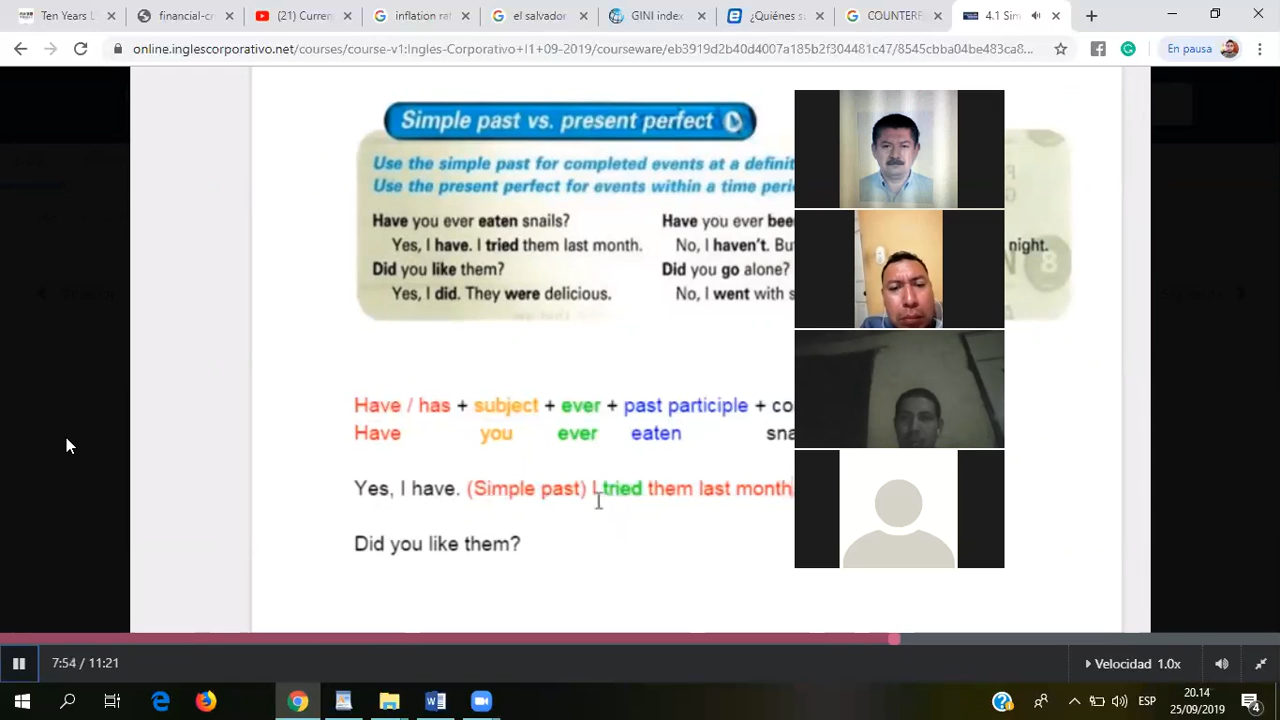 Ten Years
financial-cr
(21) Curren
inflation ra
el salvador
GINI index
¿Quiénes s
COUNTERF
4.1 Sim
online.inglescorporativo.net/courses/course-v1:Ingles-Corporativo+I1+09-2019/courseware/eb3919d2b40d4007a185b2f304481c47/8545cbba04be483ca8...
En pausa
Simple past vs. present perfect
Use the simple past for completed events at a definit
Use the present perfect for events within a time peri
Have you ever eaten snails?
Yes, I have. I tried them last month.
Did you like them?
Yes, I did. They were delicious.
Have you ever bee
No, I haven't. Bu
night.
Did you go alone?
No, I went with s
Have / has + subject + ever + past participle + co
Have you ever eaten sna
Yes, I have. (Simple past) I tried them last month
Did you like them?
7:54 / 11:21
Velocidad 1.0x
ESP
20.14
25/09/2019
4